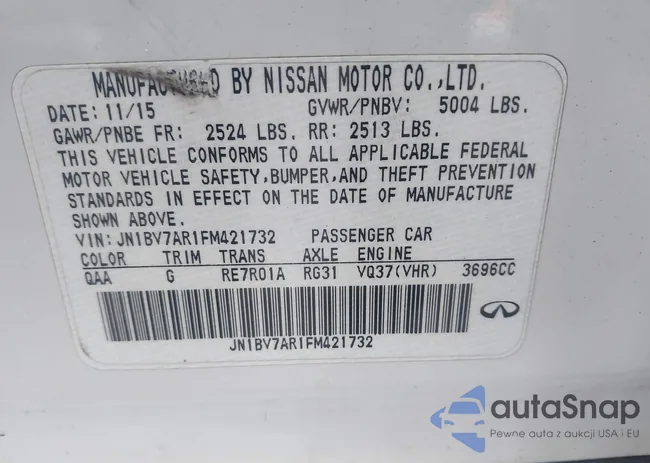 MANUFACTURED BY NISSAN MOTOR CO.,LTD.
DATE: 11/15 GVWR/PNBV: 5004 LBS.
GAWR/PNBE FR: 2524 LBS. RR: 2513 LBS.
THIS VEHICLE CONFORMS TO ALL APPLICABLE FEDERAL
MOTOR VEHICLE SAFETY,BUMPER,AND THEFT PREVENTION
STANDARDS IN EFFECT ON THE DATE OF MANUFACTURE
SHOWN ABOVE.
VIN: JN1BV7AR1FM421732 PASSENGER CAR
COLOR TRIM TRANS AXLE ENGINE
QAA G RE7R01A RG31 VQ37(VHR) 3696CC
JN1BV7AR1FM421732
autaSnap
Pewne auta z aukcji USA i EU